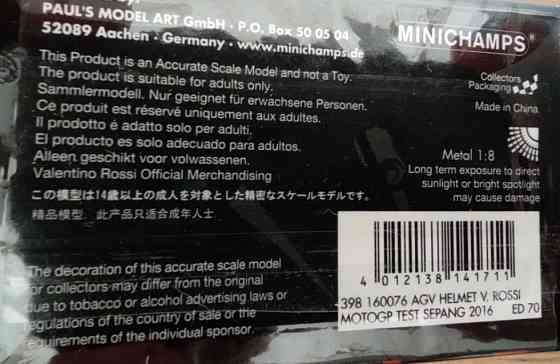 PAUL'S MODEL ART GmbH • P.O. Box 50 05 04
52089 Aachen • Germany • www.minichamps.de
MINICHAMPS®
This Product is an Accurate Scale Model and not a Toy.
The product is suitable for adults only.
Sammlermodell. Nur geeignet für erwachsene Personen.
Ce produit est réservé uniquement aux adultes.
Il prodotto é adatto solo per adulti.
El producto es solo adecuado para adultos.
Alleen geschikt voor volwassenen.
Valentino Rossi Official Merchandising
この模型は14歳以上の成人を対象とした精密なスケールモデルです。
精品模型. 此产品只适合成年人士
Collectors
Packaging
Made in China
Metal 1:8
Long term exposure to direct
sunlight or bright spotlight
may cause damage
The decoration of this accurate scale model
for collectors may differ from the original
due to tobacco or alcohol advertising laws or
regulations of the country of sale or the
requirements of the individual sponsor.
4 012138 141711
398 160076 AGV HELMET V. ROSSI
MOTOGP TEST SEPANG 2016 ED 70